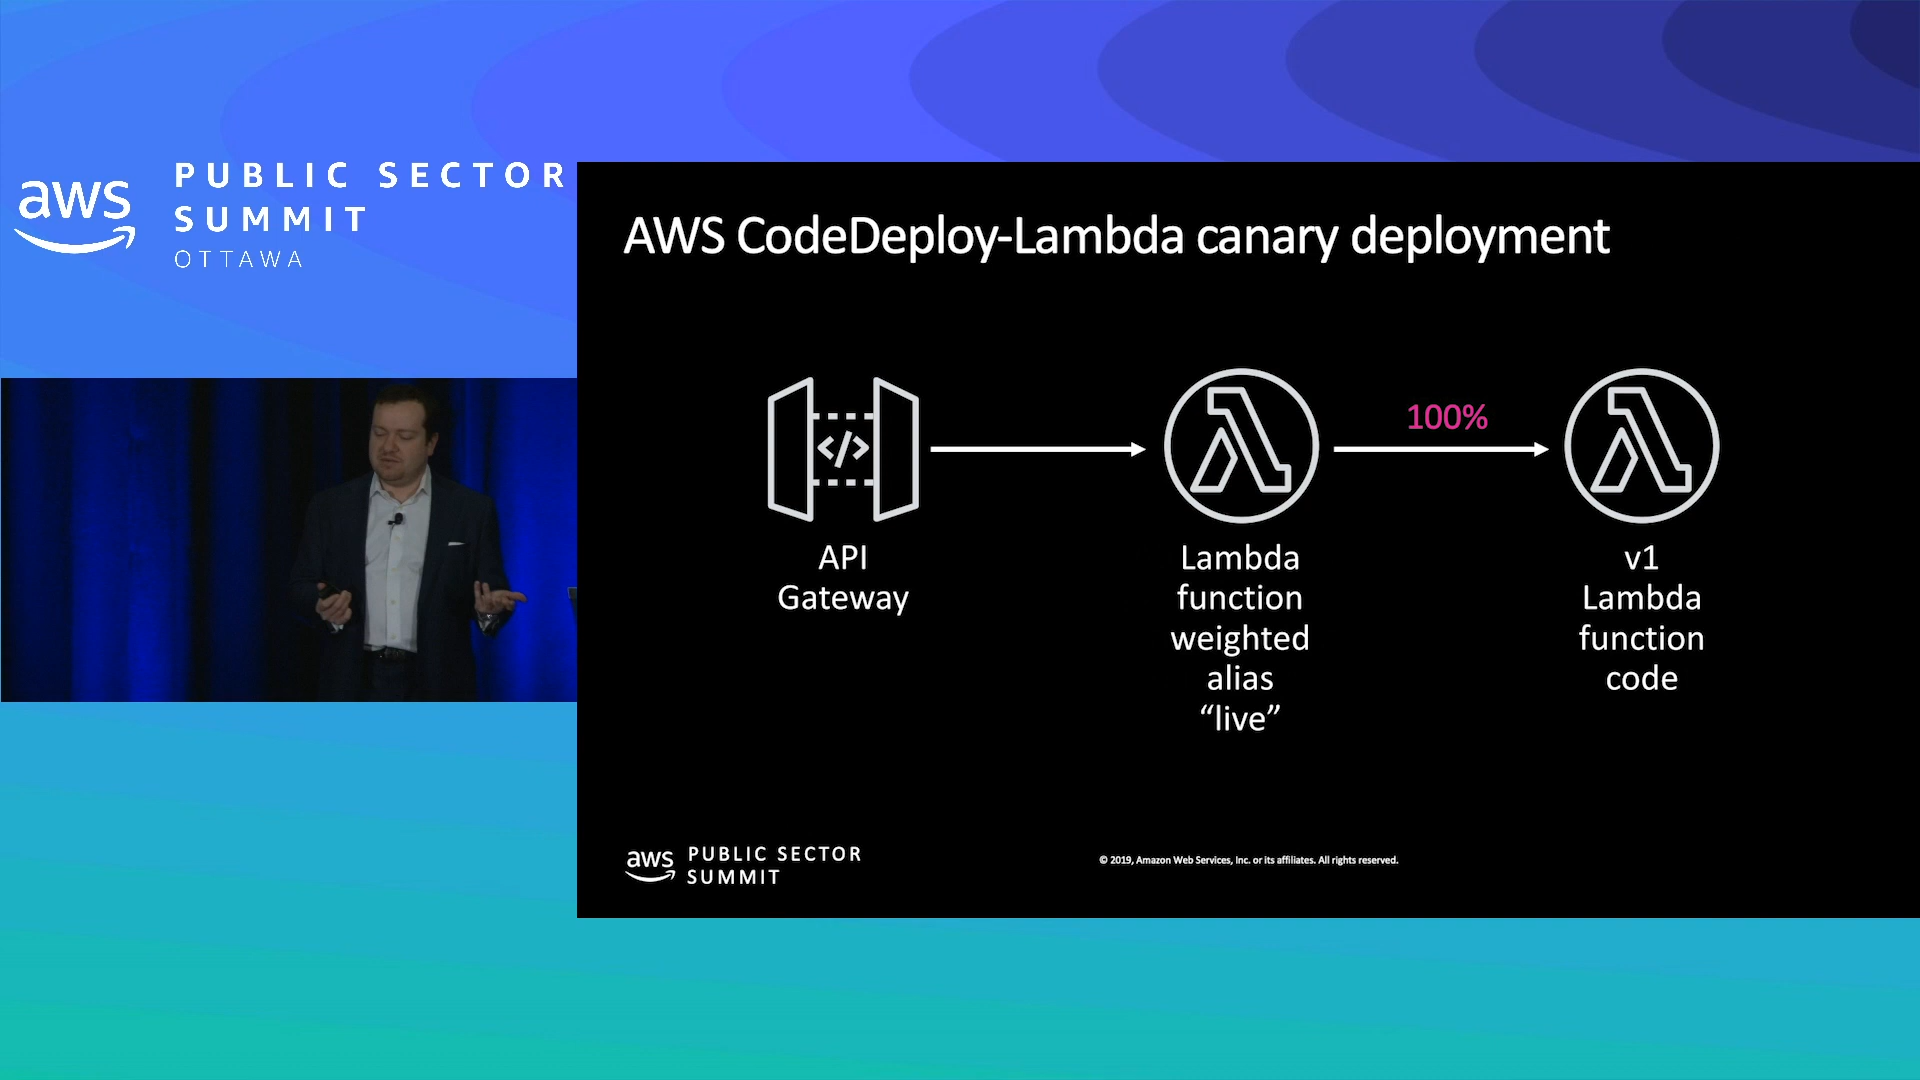 aws
PUBLIC SECTOR
SUMMIT
OTTAWA
AWS CodeDeploy-Lambda canary deployment
</>
100%
API
Gateway
Lambda
function
weighted
alias
“live”
v1
Lambda
function
code
aws
PUBLIC SECTOR
SUMMIT
© 2019, Amazon Web Services, Inc. or its affiliates. All rights reserved.